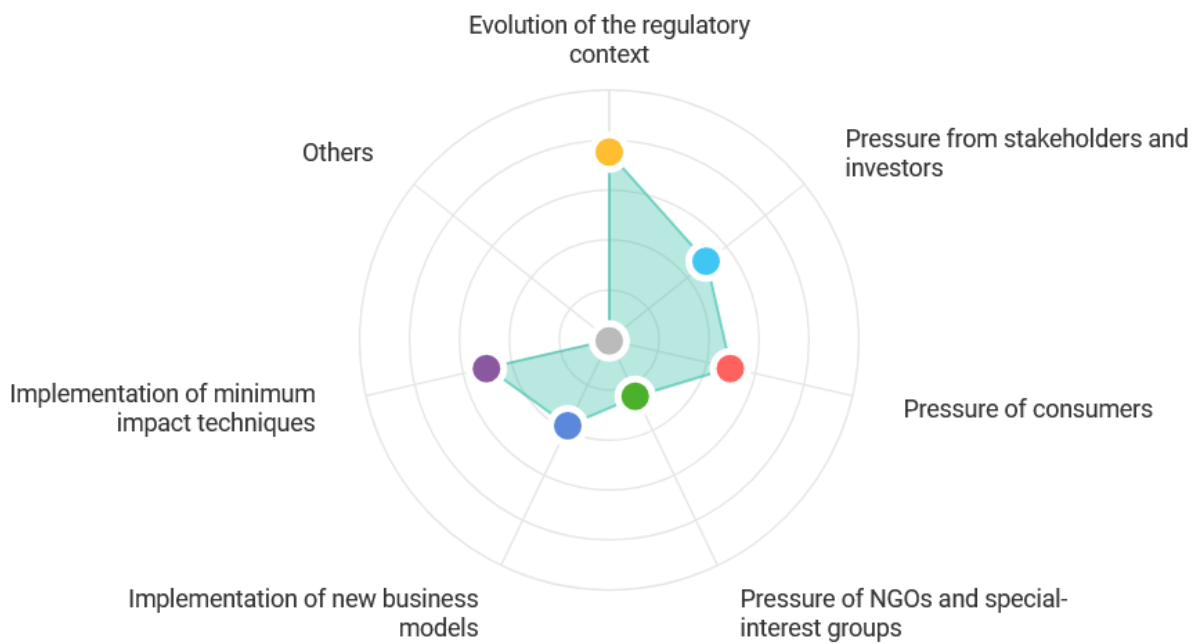 Evolution of the regulatory
context
Pressure from stakeholders and
investors
Others
Pressure of consumers
Implementation of minimum
impact techniques
Implementation of new business
models
Pressure of NGOs and special-
interest groups